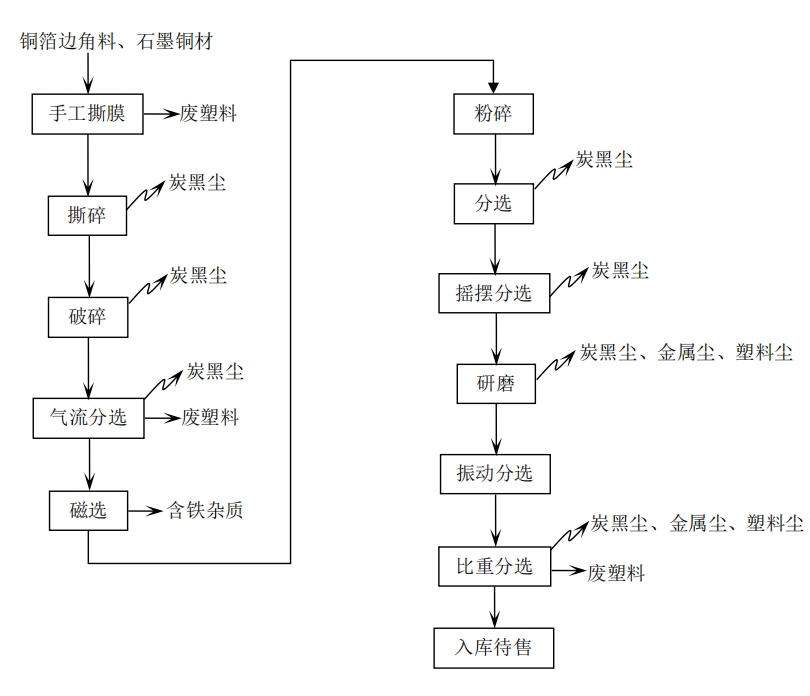 铜箔边角料、石墨铜材
手工撕膜
废塑料
炭黑尘
撕碎
炭黑尘
破碎
炭黑尘
气流分选
废塑料
磁选
含铁杂质
粉碎
炭黑尘
分选
炭黑尘
摇摆分选
炭黑尘、金属尘、塑料尘
研磨
振动分选
炭黑尘、金属尘、塑料尘
比重分选
废塑料
入库待售